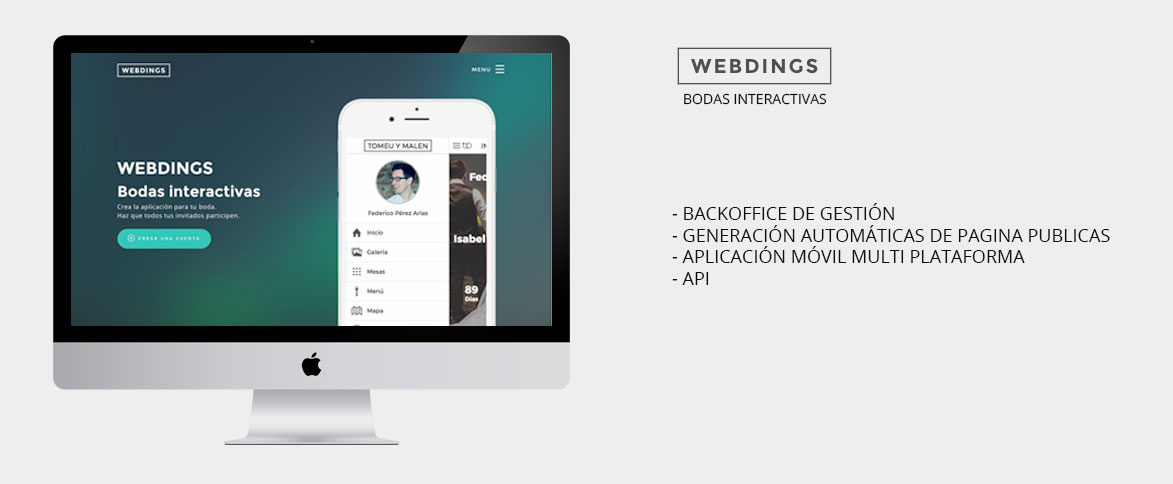 WEBDINGS
MENU
WEBDINGS
Bodas interactivas
Crea la aplicación para tu boda.
Haz que todos tus invitados participen.
CREAR UNA CUENTA
TOMEU Y MALEN
Federico Pérez Arias
Inicio
Galería
Mesas
Menú
Mapa
Isabel
89
Días
WEBDINGS
BODAS INTERACTIVAS
- BACKOFFICE DE GESTIÓN
- GENERACIÓN AUTOMÁTICAS DE PAGINA PUBLICAS
- APLICACIÓN MÓVIL MULTI PLATAFORMA
- API